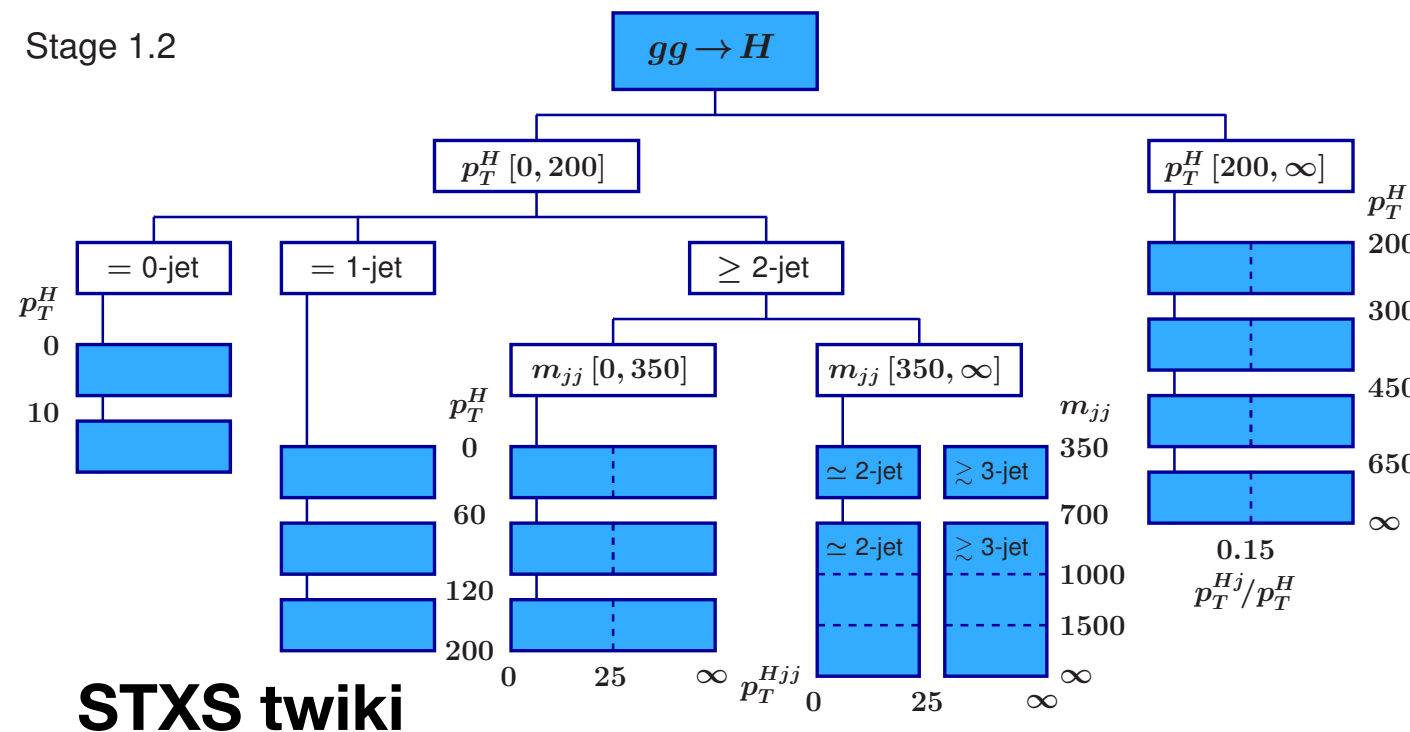 Stage 1.2
gg → H
p_T^H [0, 200]
p_T^H [200, ∞]
= 0-jet
= 1-jet
≥ 2-jet
m_jj [0, 350]
m_jj [350, ∞]
p_T^H
0
10
p_T^H
0
60
120
200
0 25 ∞
≃ 2-jet
≳ 3-jet
≃ 2-jet
≳ 3-jet
m_jj
350
700
1000
1500
∞
p_T^Hjj
0 25 ∞
p_T^H
200
300
450
650
∞
0.15
p_T^Hj/p_T^H
STXS twiki